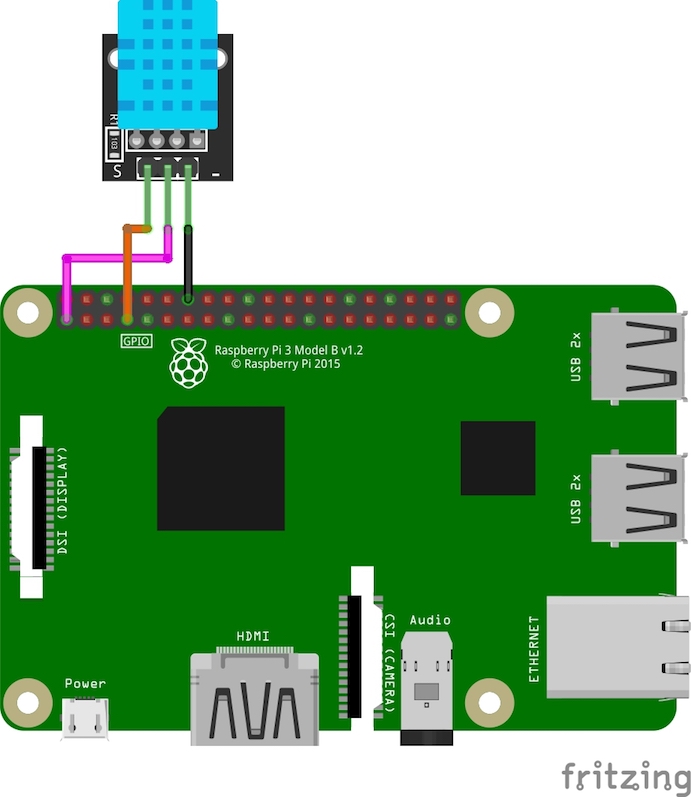 R1
103
S
-
GPIO
Raspberry Pi 3 Model B v1.2
© Raspberry Pi 2015
USB 2x
DSI (DISPLAY)
USB 2x
ETHERNET
CSI (CAMERA)
Audio
HDMI
Power
fritzing